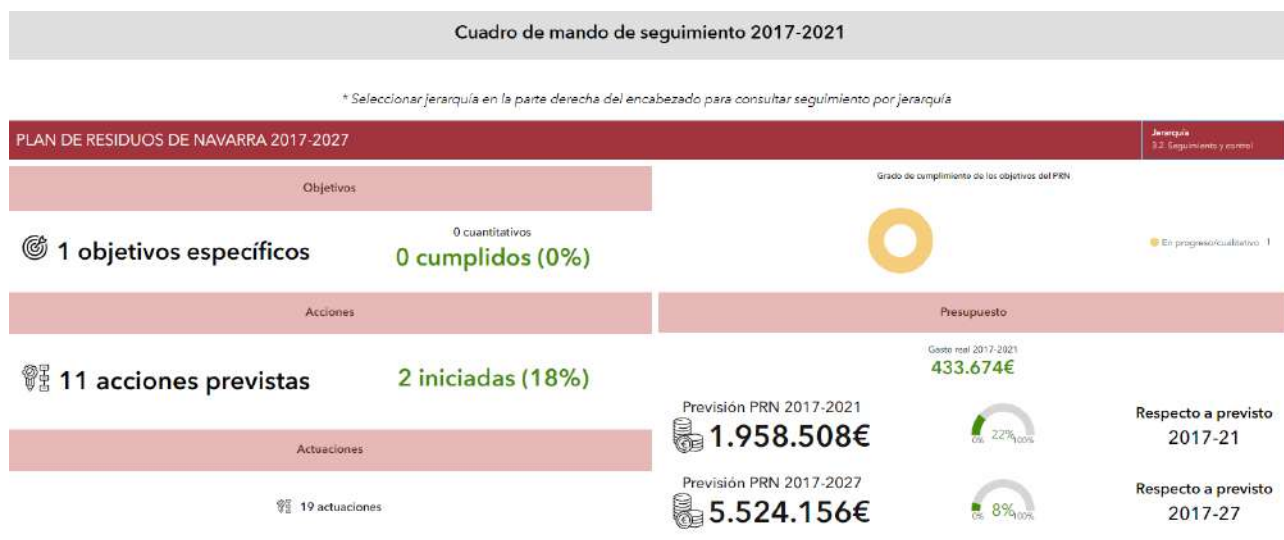 Cuadro de mando de seguimiento 2017-2021
* Seleccionar jerarquía en la parte derecha del encabezado para consultar seguimiento por jerarquía
PLAN DE RESIDUOS DE NAVARRA 2017-2027
Jerarquía
3.2. Seguimiento y control
Objetivos
1 objetivos específicos
0 cuantitativos
0 cumplidos (0%)
Grado de cumplimiento de los objetivos del PRN
En progreso/cualitativo 1
Acciones
11 acciones previstas
2 iniciadas (18%)
Actuaciones
19 actuaciones
Presupuesto
Gasto real 2017-2021
433.674€
Previsión PRN 2017-2021
1.958.508€
0% 22% 100%
Respecto a previsto
2017-21
Previsión PRN 2017-2027
5.524.156€
0% 8% 100%
Respecto a previsto
2017-27